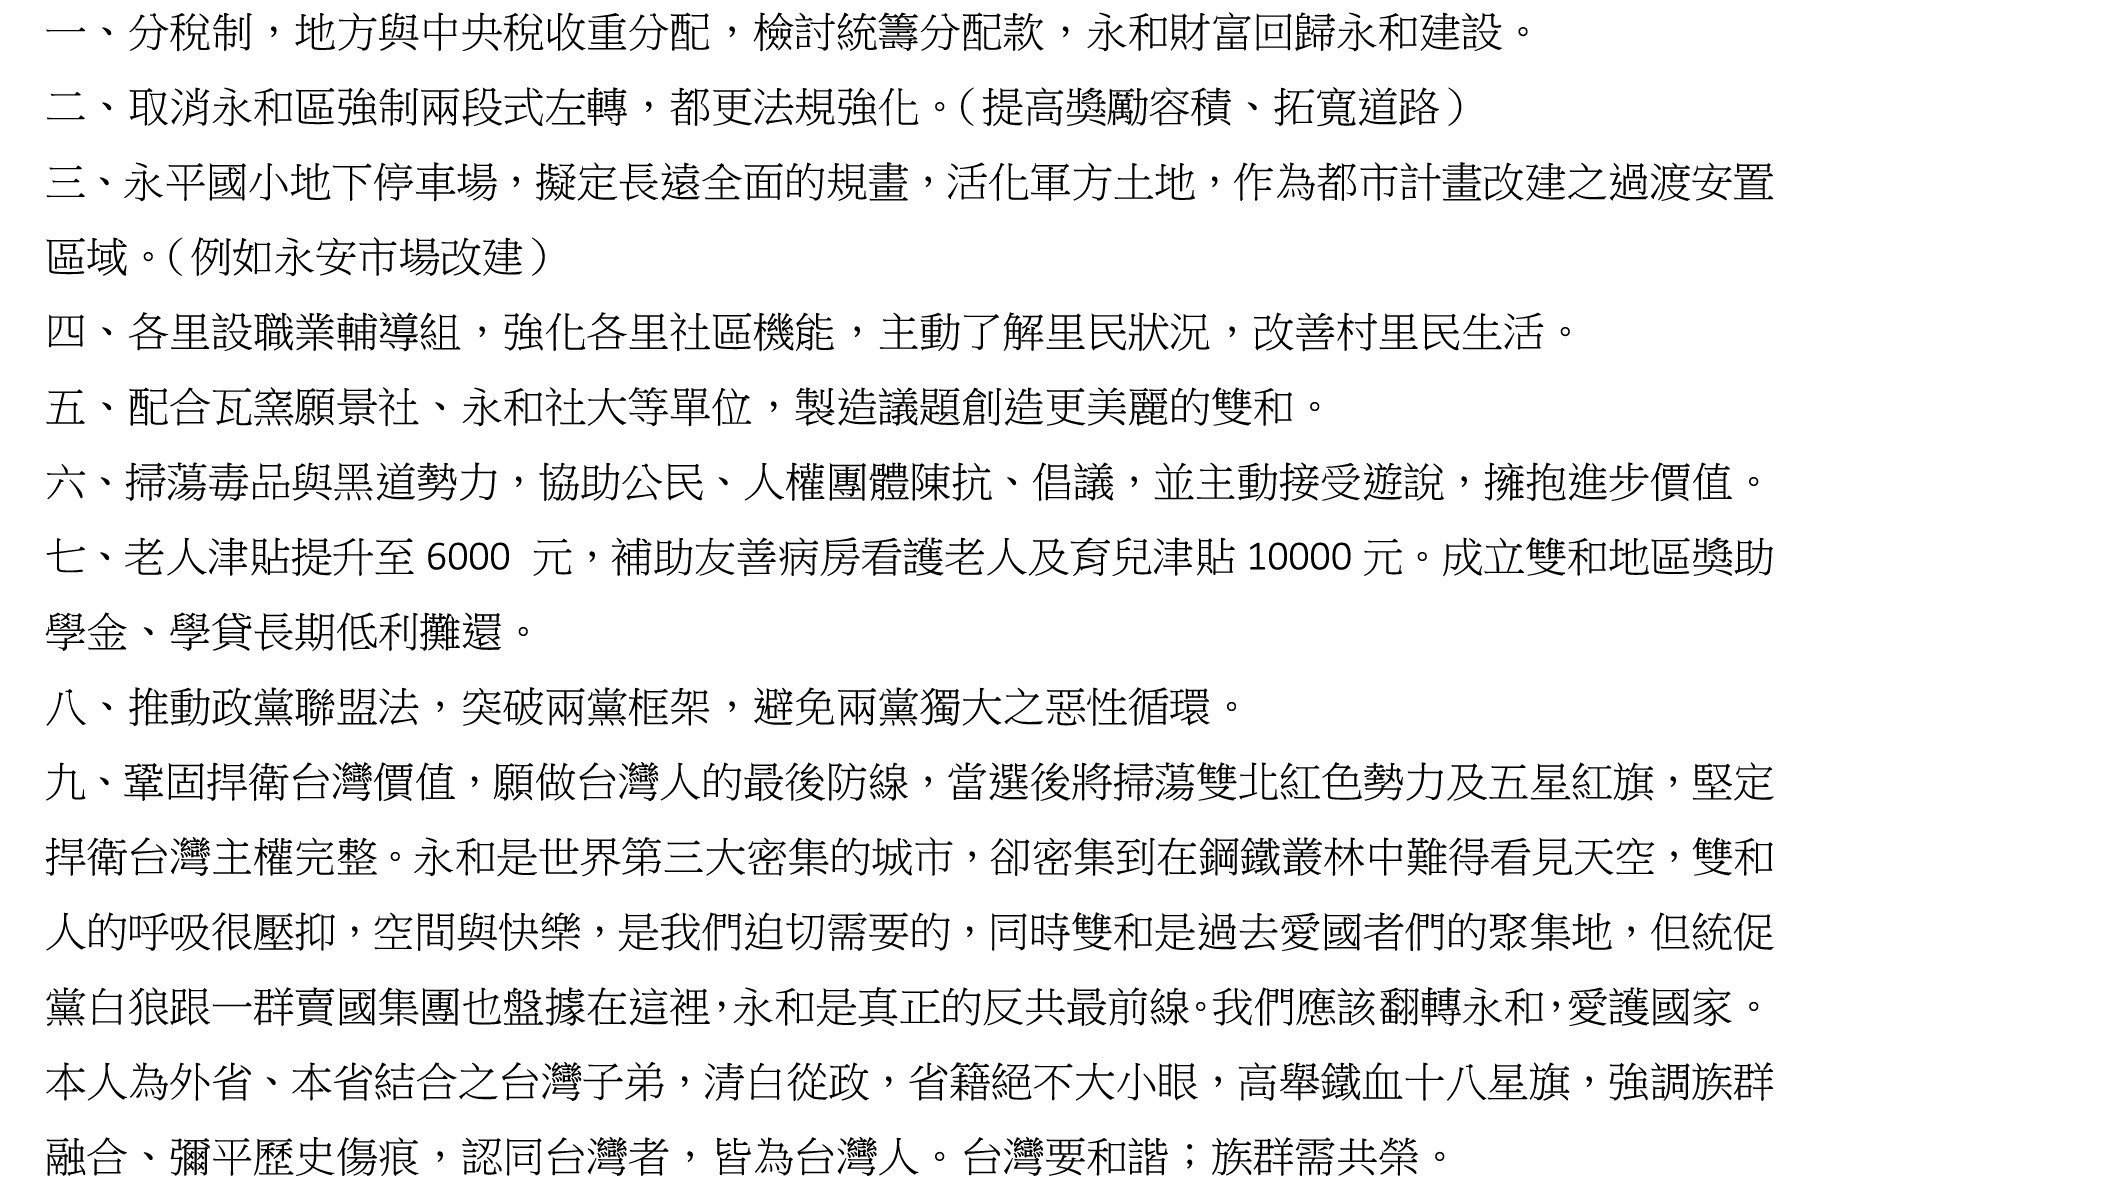 一、分稅制，地方與中央稅收重分配，檢討統籌分配款，永和財富回歸永和建設。
二、取消永和區強制兩段式左轉，都更法規強化。（提高獎勵容積、拓寬道路）
三、永平國小地下停車場，擬定長遠全面的規畫，活化軍方土地，作為都市計畫改建之過渡安置
區域。（例如永安市場改建）
四、各里設職業輔導組，強化各里社區機能，主動了解里民狀況，改善村里民生活。
五、配合瓦窯願景社、永和社大等單位，製造議題創造更美麗的雙和。
六、掃蕩毒品與黑道勢力，協助公民、人權團體陳抗、倡議，並主動接受遊說，擁抱進步價值。
七、老人津貼提升至 6000 元，補助友善病房看護老人及育兒津貼 10000 元。成立雙和地區獎助
學金、學貸長期低利攤還。
八、推動政黨聯盟法，突破兩黨框架，避免兩黨獨大之惡性循環。
九、鞏固捍衛台灣價值，願做台灣人的最後防線，當選後將掃蕩雙北紅色勢力及五星紅旗，堅定
捍衛台灣主權完整。永和是世界第三大密集的城市，卻密集到在鋼鐵叢林中難得看見天空，雙和
人的呼吸很壓抑，空間與快樂，是我們迫切需要的，同時雙和是過去愛國者們的聚集地，但統促
黨白狼跟一群賣國集團也盤據在這裡，永和是真正的反共最前線。我們應該翻轉永和，愛護國家。
本人為外省、本省結合之台灣子弟，清白從政，省籍絕不大小眼，高舉鐵血十八星旗，強調族群
融合、彌平歷史傷痕，認同台灣者，皆為台灣人。台灣要和諧；族群需共榮。